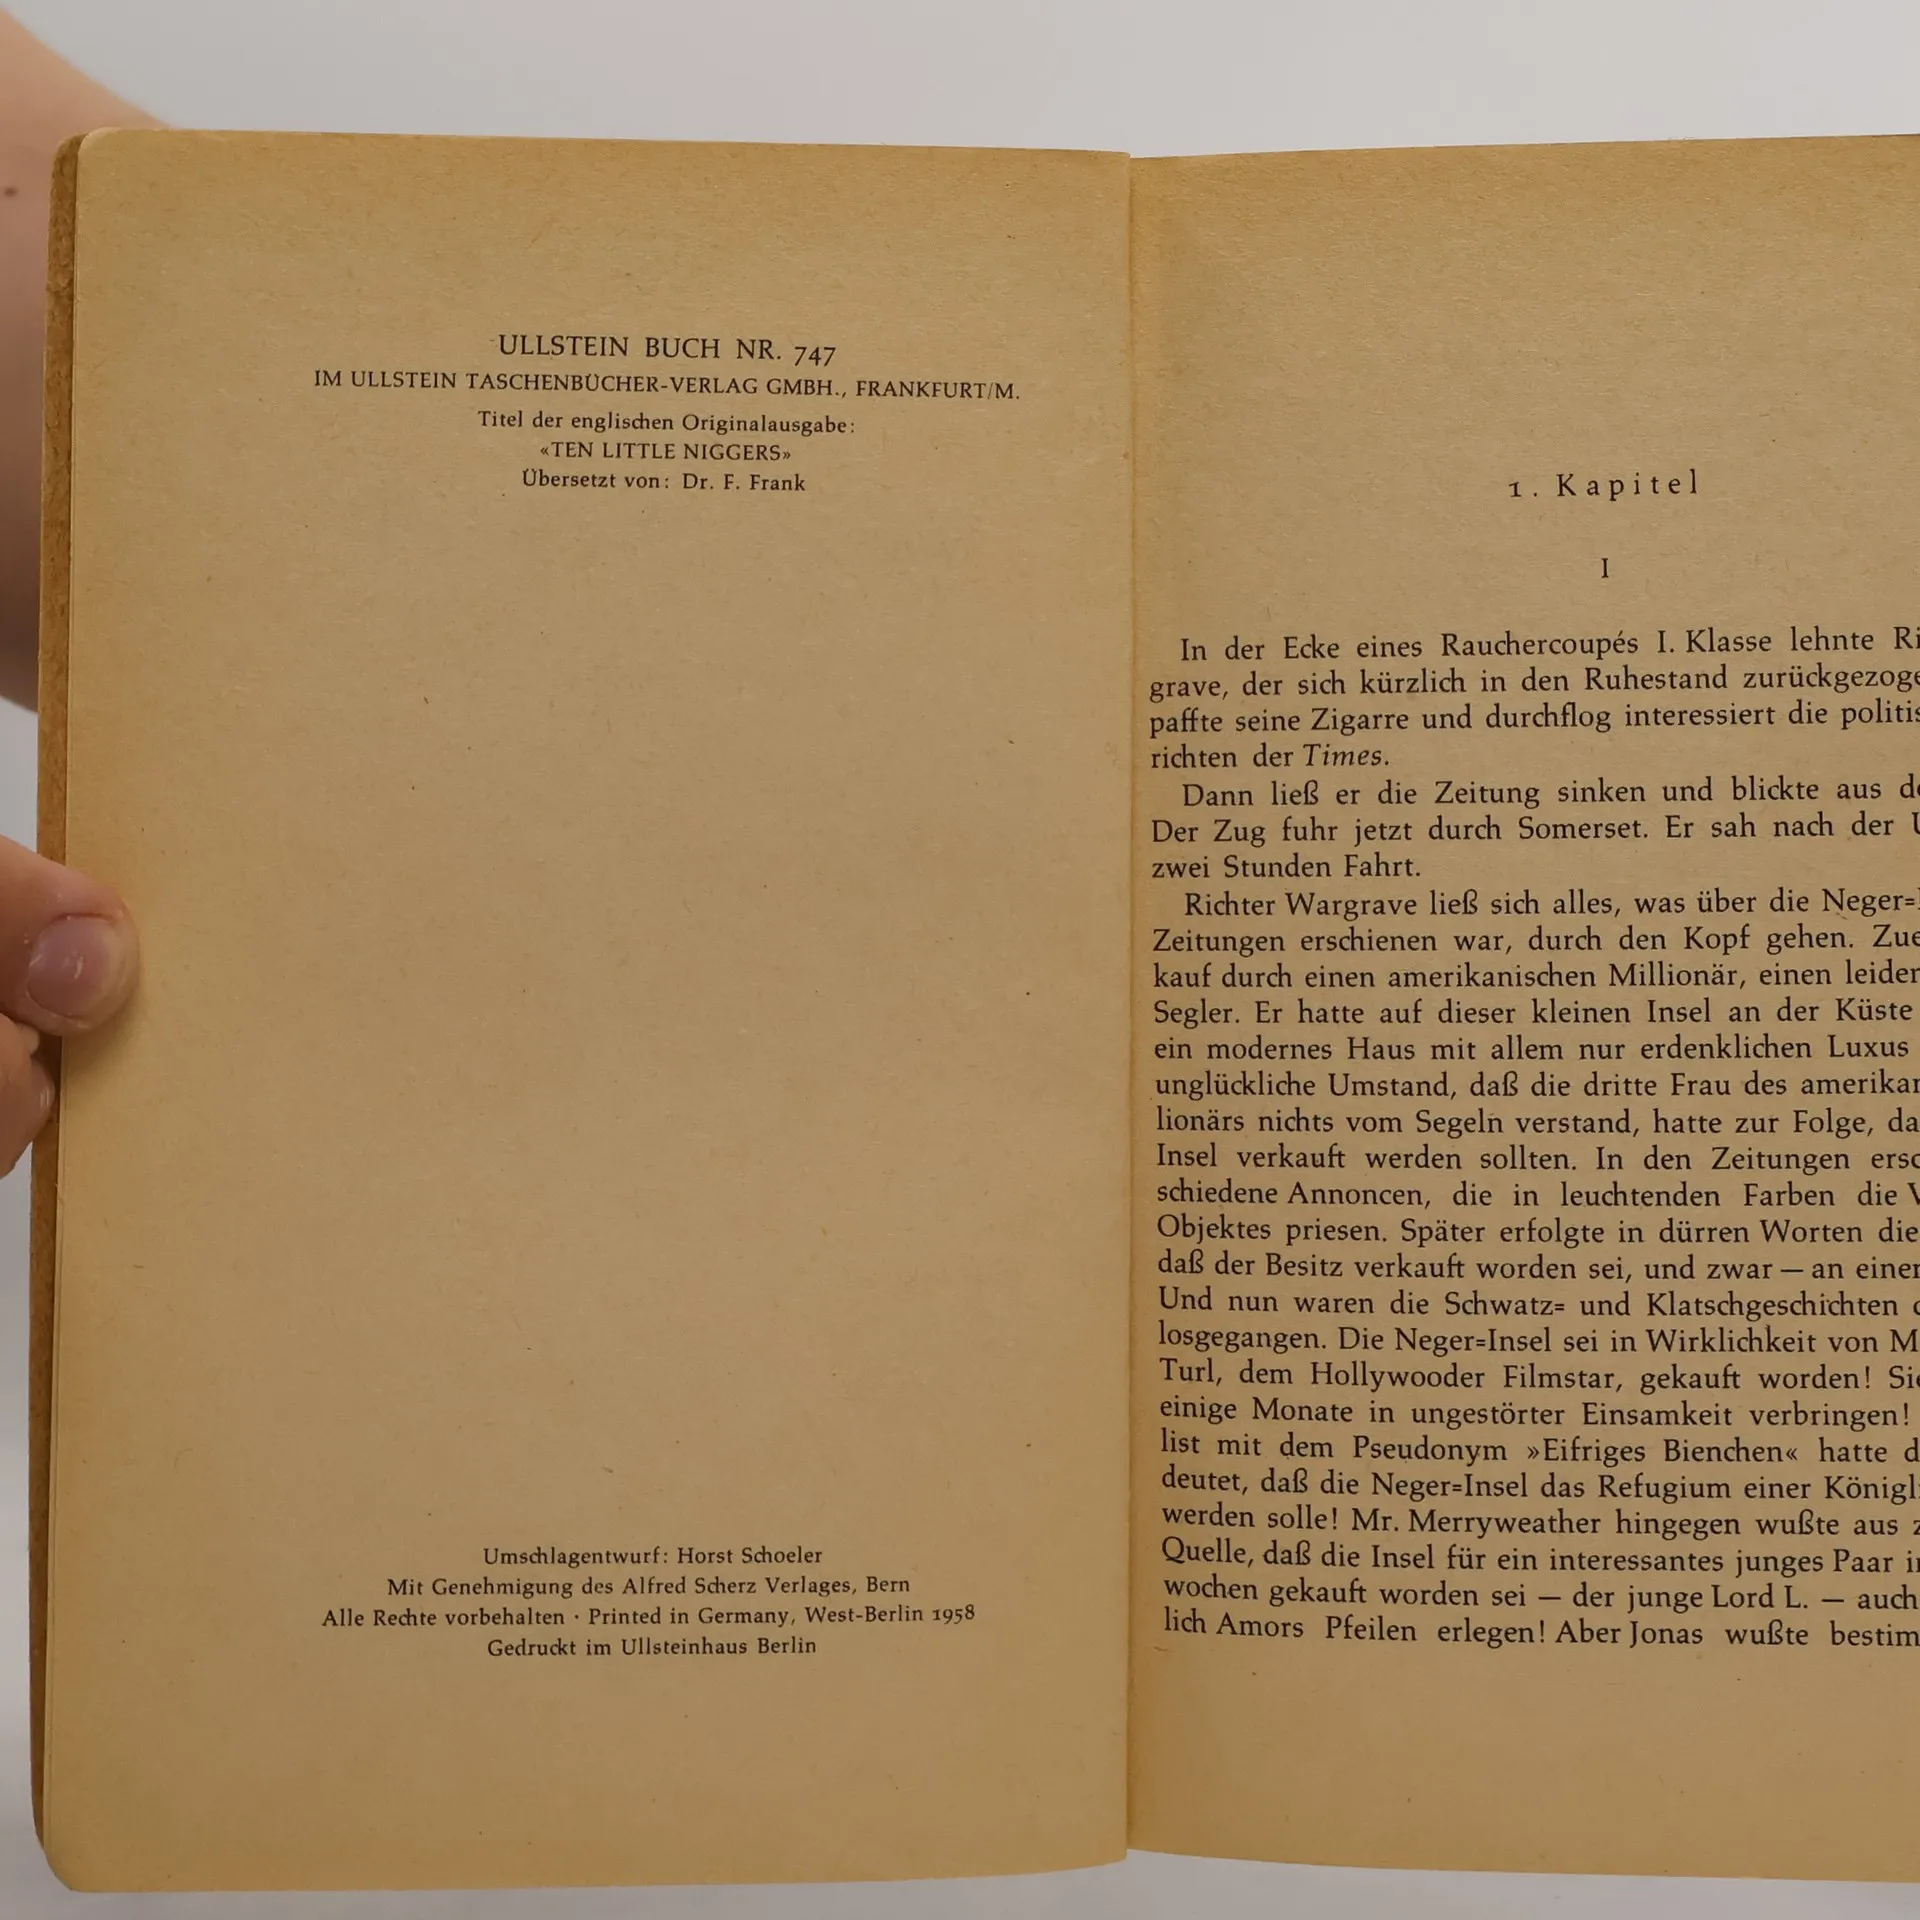 ULLSTEIN BUCH NR. 747
IM ULLSTEIN TASCHENBÜCHER-VERLAG GMBH., FRANKFURT/M.
Titel der englischen Originalausgabe:
«TEN LITTLE NIGGERS»
Übersetzt von: Dr. F. Frank
Umschlagentwurf: Horst Schoeler
Mit Genehmigung des Alfred Scherz Verlages, Bern
Alle Rechte vorbehalten · Printed in Germany, West-Berlin 1958
Gedruckt im Ullsteinhaus Berlin
1. Kapitel
I
In der Ecke eines Rauchercoupés I. Klasse lehnte
grave, der sich kürzlich in den Ruhestand
paffte seine Zigarre und durchflog interessiert die
richten der Times.
Dann ließ er die Zeitung sinken und blickte aus
Der Zug fuhr jetzt durch Somerset. Er sah nach der
zwei Stunden Fahrt.
Richter Wargrave ließ sich alles, was über die Neger=
Zeitungen erschienen war, durch den Kopf gehen.
kauf durch einen amerikanischen Millionär, einen
Segler. Er hatte auf dieser kleinen Insel an der Küste
ein modernes Haus mit allem nur erdenklichen Luxus
unglückliche Umstand, daß die dritte Frau des
lionärs nichts vom Segeln verstand, hatte zur Folge,
Insel verkauft werden sollten. In den Zeitungen
schiedene Annoncen, die in leuchtenden Farben die
Objektes priesen. Später erfolgte in dürren Worten die
daß der Besitz verkauft worden sei, und zwar — an
Und nun waren die Schwatz= und Klatschgeschichten
losgegangen. Die Neger=Insel sei in Wirklichkeit von
Turl, dem Hollywooder Filmstar, gekauft worden!
einige Monate in ungestörter Einsamkeit verbringen!
list mit dem Pseudonym »Eifriges Bienchen« hatte
deutet, daß die Neger=Insel das Refugium einer
werden solle! Mr. Merryweather hingegen wußte aus
Quelle, daß die Insel für ein interessantes junges Paar
wochen gekauft worden sei — der junge Lord L. — auch
lich Amors Pfeilen erlegen! Aber Jonas wußte